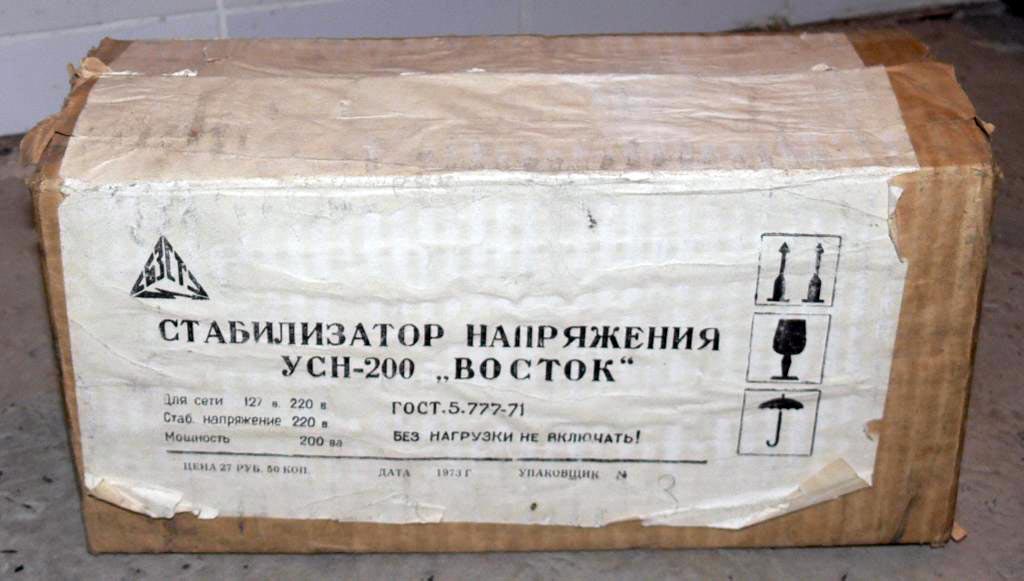 СТАБИЛИЗАТОР НАПРЯЖЕНИЯ
УСН-200 „ВОСТОК“
Для сети 127 в. 220 в
Стаб. напряжение 220 в
Мощность 200 ва
ГОСТ.5.777-71
БЕЗ НАГРУЗКИ НЕ ВКЛЮЧАТЬ!
ЦЕНА 27 РУБ. 50 КОП. ДАТА 1973 Г УПАКОВЩИК №